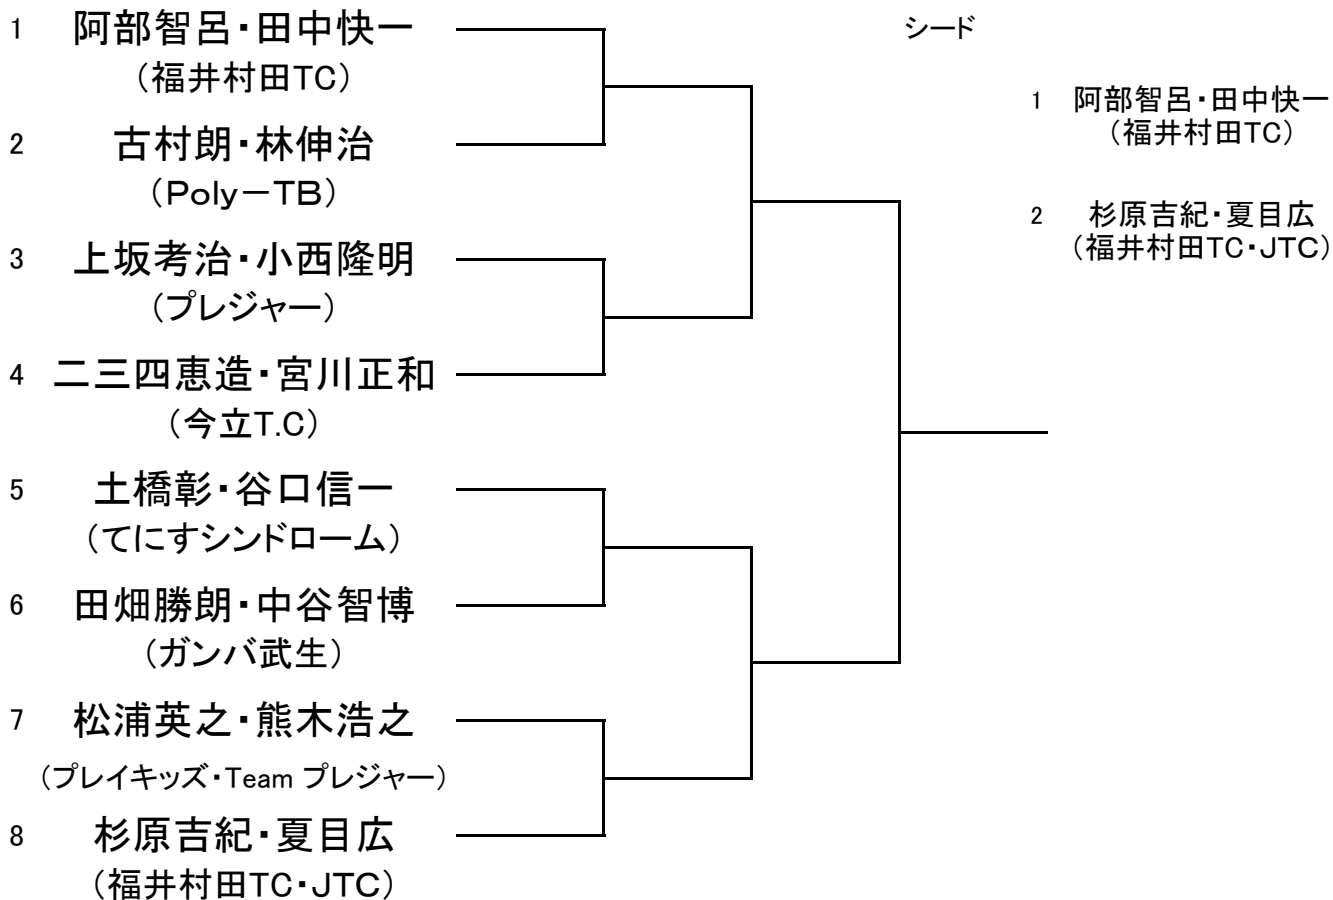 1 阿部智呂・田中快一
（福井村田TC）
2 古村朗・林伸治
（Poly－TB）
3 上坂考治・小西隆明
（プレジャー）
4 二三四恵造・宮川正和
（今立T.C）
5 土橋彰・谷口信一
（てにすシンドローム）
6 田畑勝朗・中谷智博
（ガンバ武生）
7 松浦英之・熊木浩之
（プレイキッズ・Team プレジャー）
8 杉原吉紀・夏目広
（福井村田TC・JTC）
シード
1 阿部智呂・田中快一
（福井村田TC）
2 杉原吉紀・夏目広
（福井村田TC・JTC）